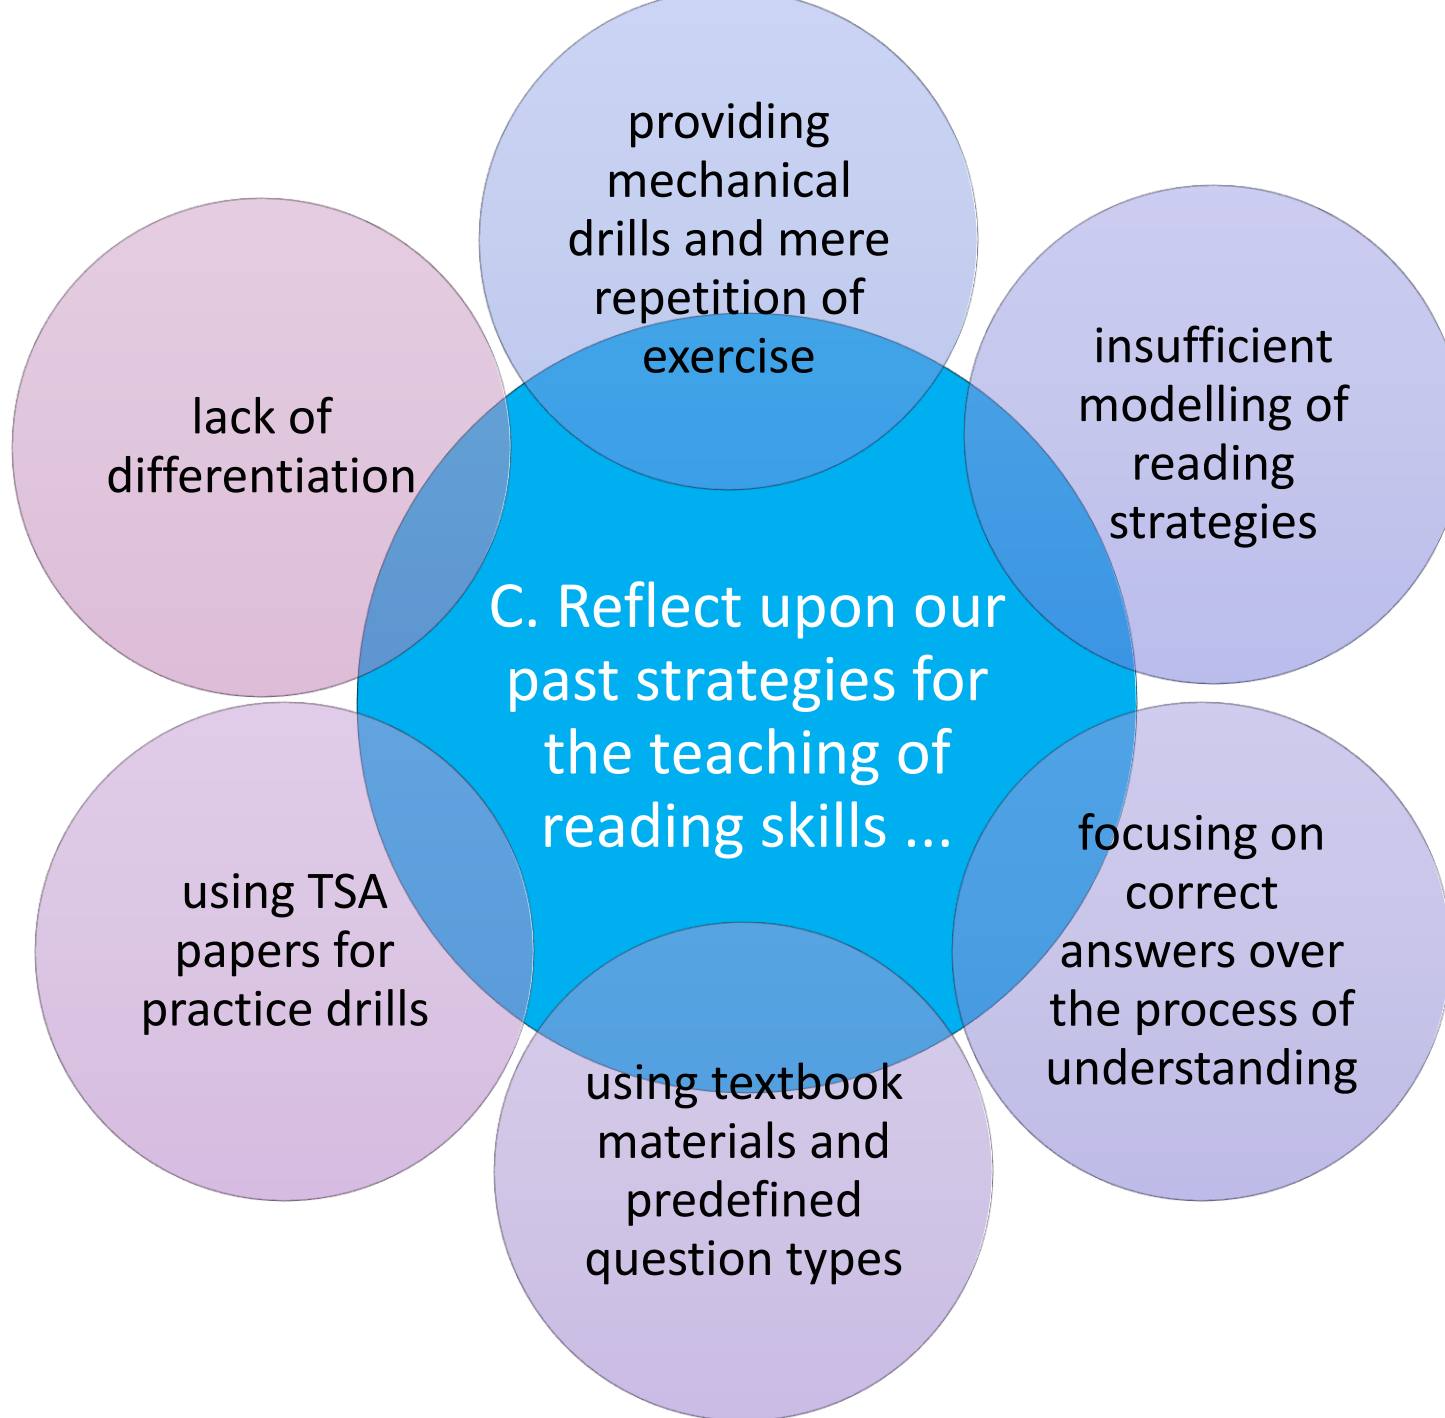 providing
mechanical
drills and mere
repetition of
exercise
insufficient
modelling of
reading
strategies
focusing on
correct
answers over
the process of
understanding
using textbook
materials and
predefined
question types
using TSA
papers for
practice drills
lack of
differentiation
C. Reflect upon our
past strategies for
the teaching of
reading skills ...